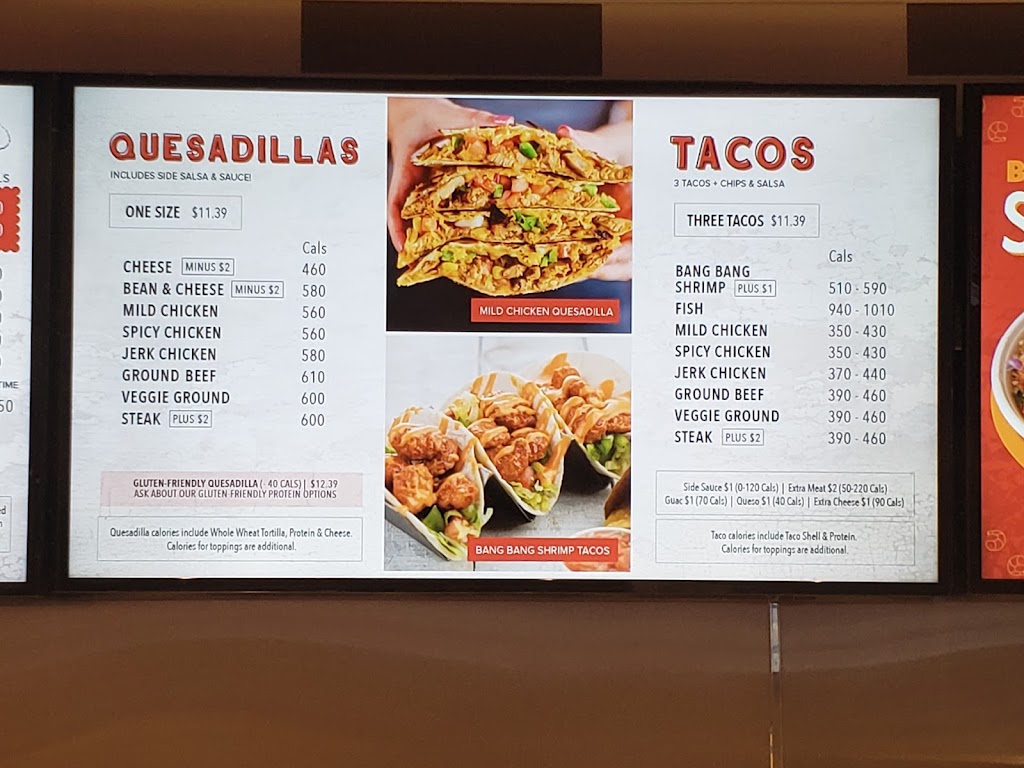 QUESADILLAS
INCLUDES SIDE SALSA & SAUCE!
ONE SIZE $11.39
Cals
CHEESE MINUS $2 460
BEAN & CHEESE MINUS $2 580
MILD CHICKEN 560
SPICY CHICKEN 560
JERK CHICKEN 580
GROUND BEEF 610
VEGGIE GROUND 600
STEAK PLUS $2 600
GLUTEN-FRIENDLY QUESADILLA (- 40 CALS) | $12.39
ASK ABOUT OUR GLUTEN FRIENDLY PROTEIN OPTIONS
Quesadilla calories include Whole Wheat Tortilla, Protein & Cheese.
Calories for toppings are additional.
MILD CHICKEN QUESADILLA
BANG BANG SHRIMP TACOS
TACOS
3 TACOS + CHIPS & SALSA
THREE TACOS $11.39
Cals
BANG BANG
SHRIMP PLUS $1 510 - 590
FISH 940 - 1010
MILD CHICKEN 350 - 430
SPICY CHICKEN 350 - 430
JERK CHICKEN 370 - 440
GROUND BEEF 390 - 460
VEGGIE GROUND 390 - 460
STEAK PLUS $2 390 - 460
Side Sauce $1 (0-120 Cals) | Extra Meat $2 (50-220 Cals)
Guac $1 (70 Cals) | Queso $1 (40 Cals) | Extra Cheese $1 (90 Cals)
Taco calories include Taco Shell & Protein.
Calories for toppings are additional.